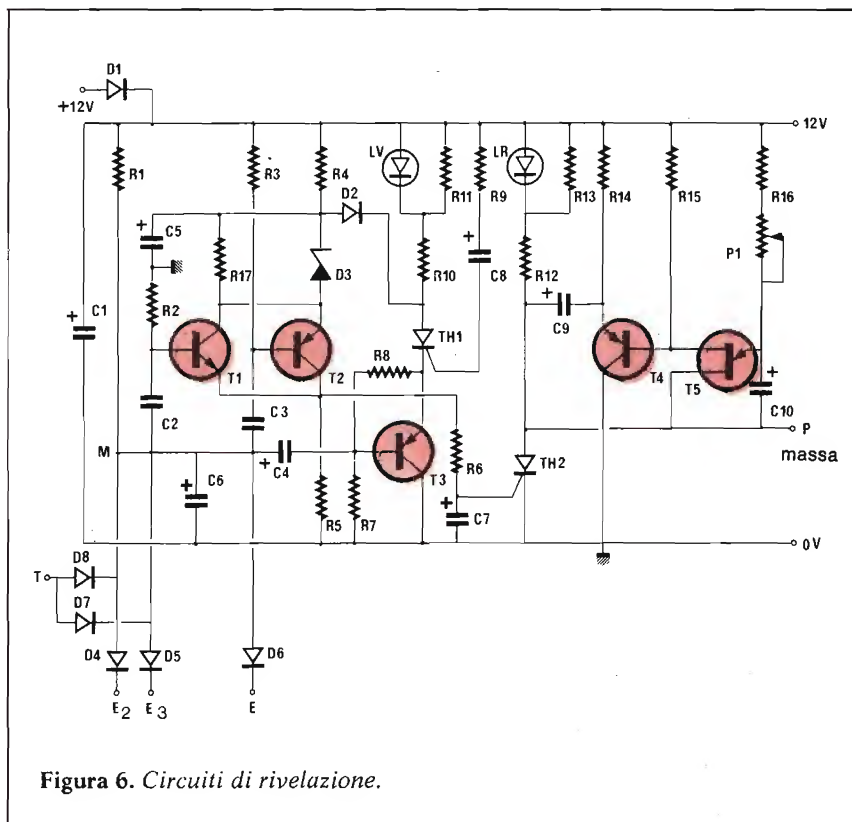 D1
+12V
12V
R1
R3
R4
LV
R11
R9
LR
R13
R14
R15
R16
D2
+
C5
R17
D3
R10
+
C8
R12
P1
R2
+
C1
TH1
+
C9
T1
T2
R8
T4
T5
+
C10
C2
C3
M
+
C4
T3
R6
TH2
P
massa
+
C6
R5
R7
+
C7
0V
T
D8
D7
D4
D5
D6
E2
E3
E
Figura 6. Circuiti di rivelazione.